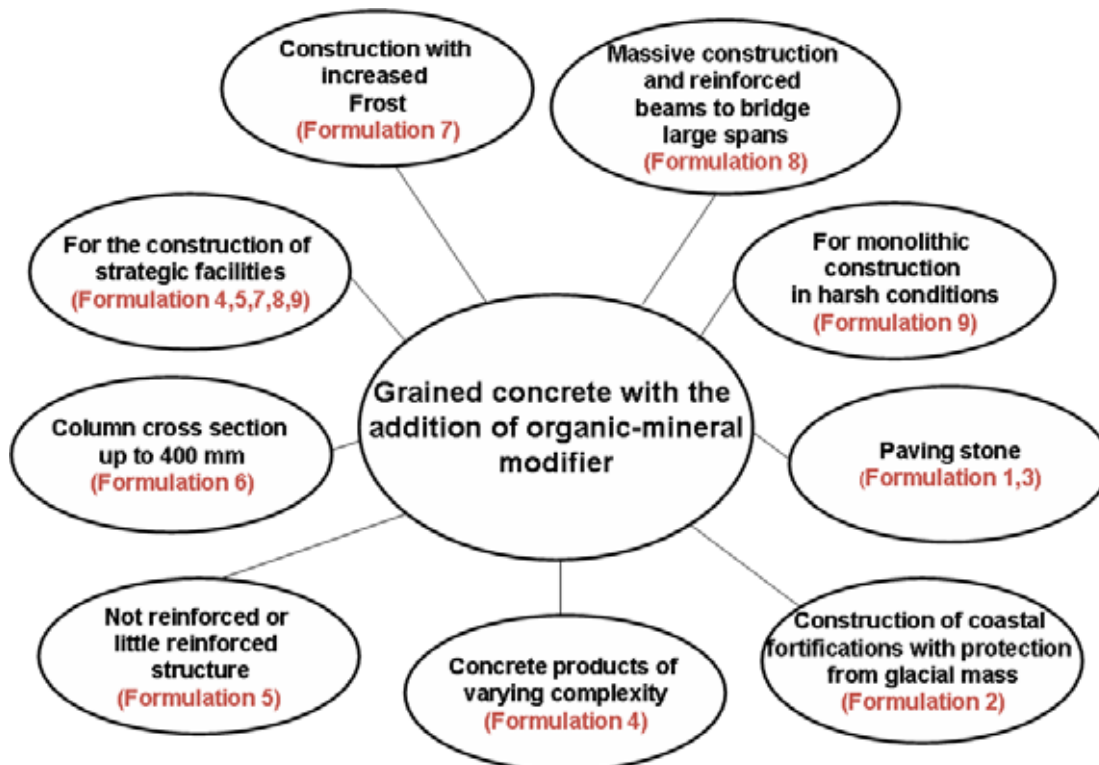 Construction with
increased
Frost
(Formulation 7)
Massive construction
and reinforced
beams to bridge
large spans
(Formulation 8)
For the construction of
strategic facilities
(Formulation 4,5,7,8,9)
For monolithic
construction
in harsh conditions
(Formulation 9)
Grained concrete with the
addition of organic-mineral
modifier
Column cross section
up to 400 mm
(Formulation 6)
Paving stone
(Formulation 1,3)
Not reinforced or
little reinforced
structure
(Formulation 5)
Concrete products of
varying complexity
(Formulation 4)
Construction of coastal
fortifications with protection
from glacial mass
(Formulation 2)